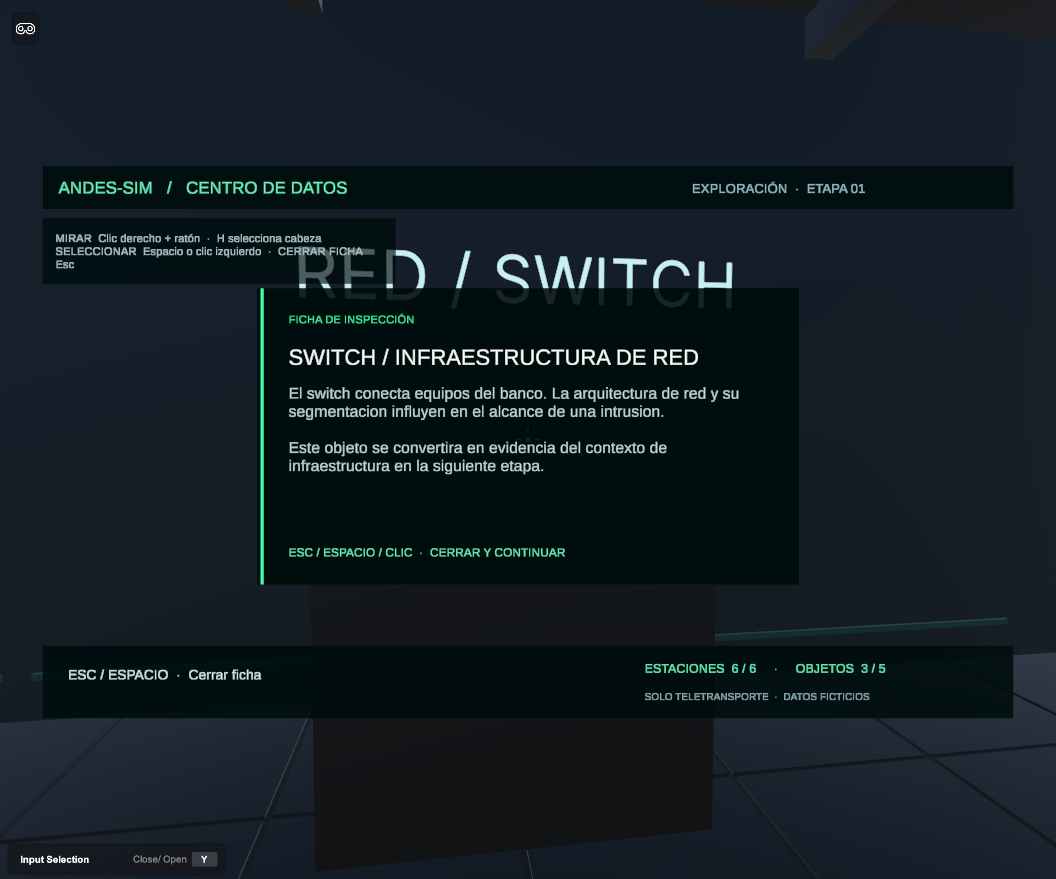 ANDES-SIM / CENTRO DE DATOS
EXPLORACIÓN · ETAPA 01
MIRAR Clic derecho + ratón · H selecciona cabeza
SELECCIONAR Espacio o clic izquierdo · CERRAR FICHA
Esc
RED / SWITCH
FICHA DE INSPECCIÓN
SWITCH / INFRAESTRUCTURA DE RED
El switch conecta equipos del banco. La arquitectura de red y su
segmentacion influyen en el alcance de una intrusion.
Este objeto se convertira en evidencia del contexto de
infraestructura en la siguiente etapa.
ESC / ESPACIO / CLIC · CERRAR Y CONTINUAR
ESC / ESPACIO · Cerrar ficha
ESTACIONES 6 / 6 · OBJETOS 3 / 5
SOLO TELETRANSPORTE · DATOS FICTICIOS
Input Selection Close/ Open Y